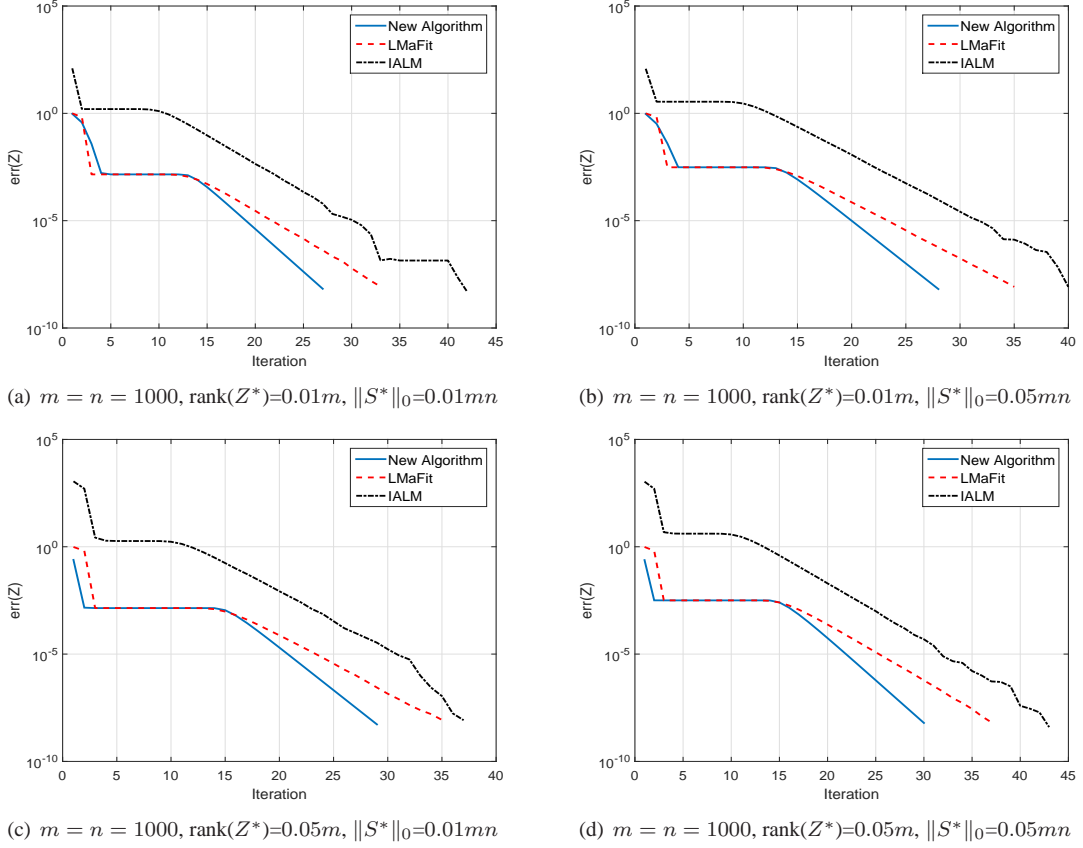 10^5
10^0
10^-5
10^-10
err(Z)
0 5 10 15 20 25 30 35 40 45
Iteration
New Algorithm
LMaFit
IALM
(a) m = n = 1000, rank(Z*)=0.01m, ‖S*‖₀=0.01mn
10^5
10^0
10^-5
10^-10
err(Z)
0 5 10 15 20 25 30 35 40
Iteration
New Algorithm
LMaFit
IALM
(b) m = n = 1000, rank(Z*)=0.01m, ‖S*‖₀=0.05mn
10^5
10^0
10^-5
10^-10
err(Z)
0 5 10 15 20 25 30 35 40
Iteration
New Algorithm
LMaFit
IALM
(c) m = n = 1000, rank(Z*)=0.05m, ‖S*‖₀=0.01mn
10^5
10^0
10^-5
10^-10
err(Z)
0 5 10 15 20 25 30 35 40 45
Iteration
New Algorithm
LMaFit
IALM
(d) m = n = 1000, rank(Z*)=0.05m, ‖S*‖₀=0.05mn